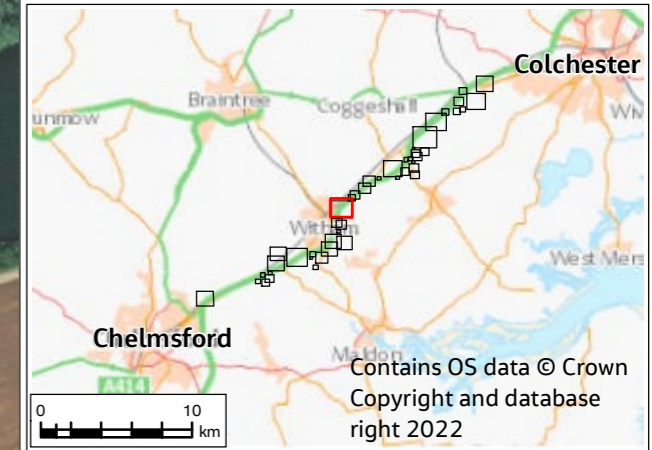 Colchester
Braintree
Coggeshall
unmow
Witham
West Mers
Chelmsford
Maldon
A414
Contains OS data © Crown
Copyright and database
right 2022
0 10
km